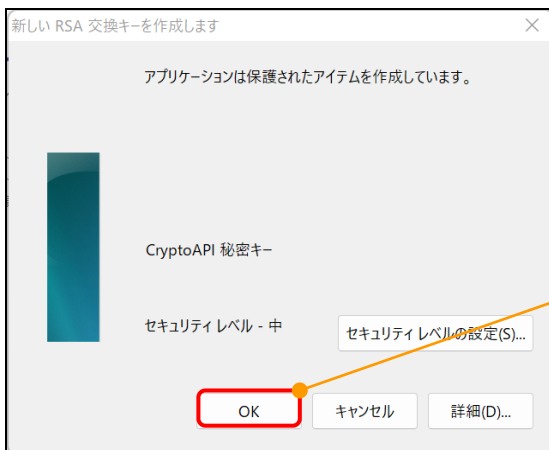 新しい RSA 交換キーを作成します
アプリケーションは保護されたアイテムを作成しています。
CryptoAPI 秘密キー
セキュリティ レベル - 中
セキュリティ レベルの設定(S)...
OK
キャンセル
詳細(D)...